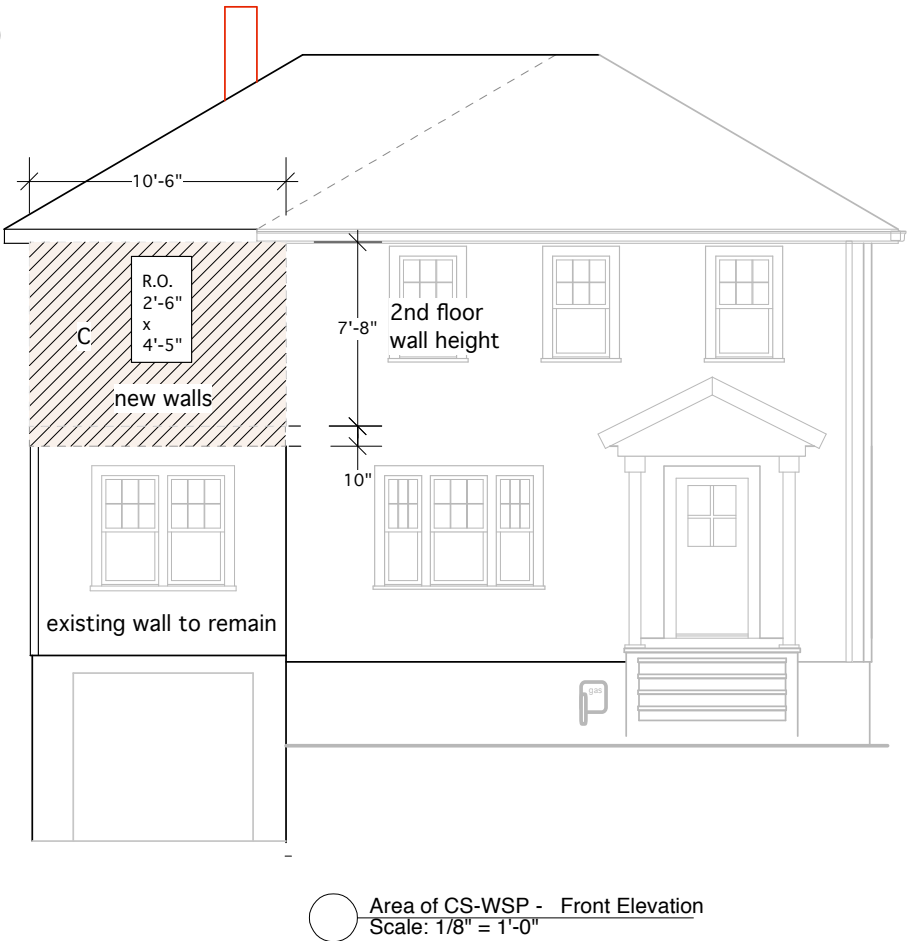 10'-6"
R.O.
2'-6"
x
4'-5"
C
new walls
7'-8"
2nd floor
wall height
10"
existing wall to remain
gas
Area of CS-WSP - Front Elevation
Scale: 1/8" = 1'-0"